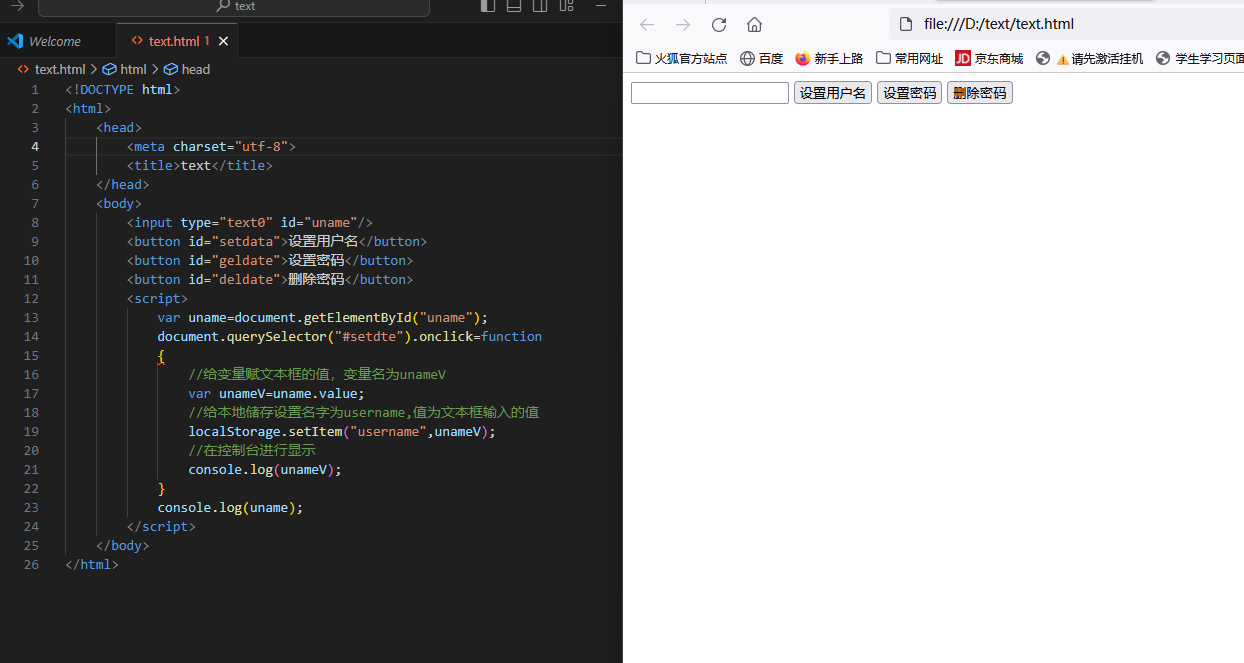 text
Welcome
text.html 1
text.html > html > head
1 <!DOCTYPE html>
2 <html>
3 <head>
4 <meta charset="utf-8">
5 <title>text</title>
6 </head>
7 <body>
8 <input type="text0" id="uname"/>
9 <button id="setdata">设置用户名</button>
10 <button id="geldate">设置密码</button>
11 <button id="deldate">删除密码</button>
12 <script>
13 var uname=document.getElementById("uname");
14 document.querySelector("#setdte").onclick=function
15 {
16 //给变量赋文本框的值，变量名为unameV
17 var unameV=uname.value;
18 //给本地储存设置名字为username,值为文本框输入的值
19 localStorage.setItem("username",unameV);
20 //在控制台进行显示
21 console.log(unameV);
22 }
23 console.log(uname);
24 </script>
25 </body>
26 </html>
file:///D:/text/text.html
火狐官方站点 百度 新手上路 常用网址 JD 京东商城 请先激活挂机 学生学习页面
设置用户名 设置密码 删除密码